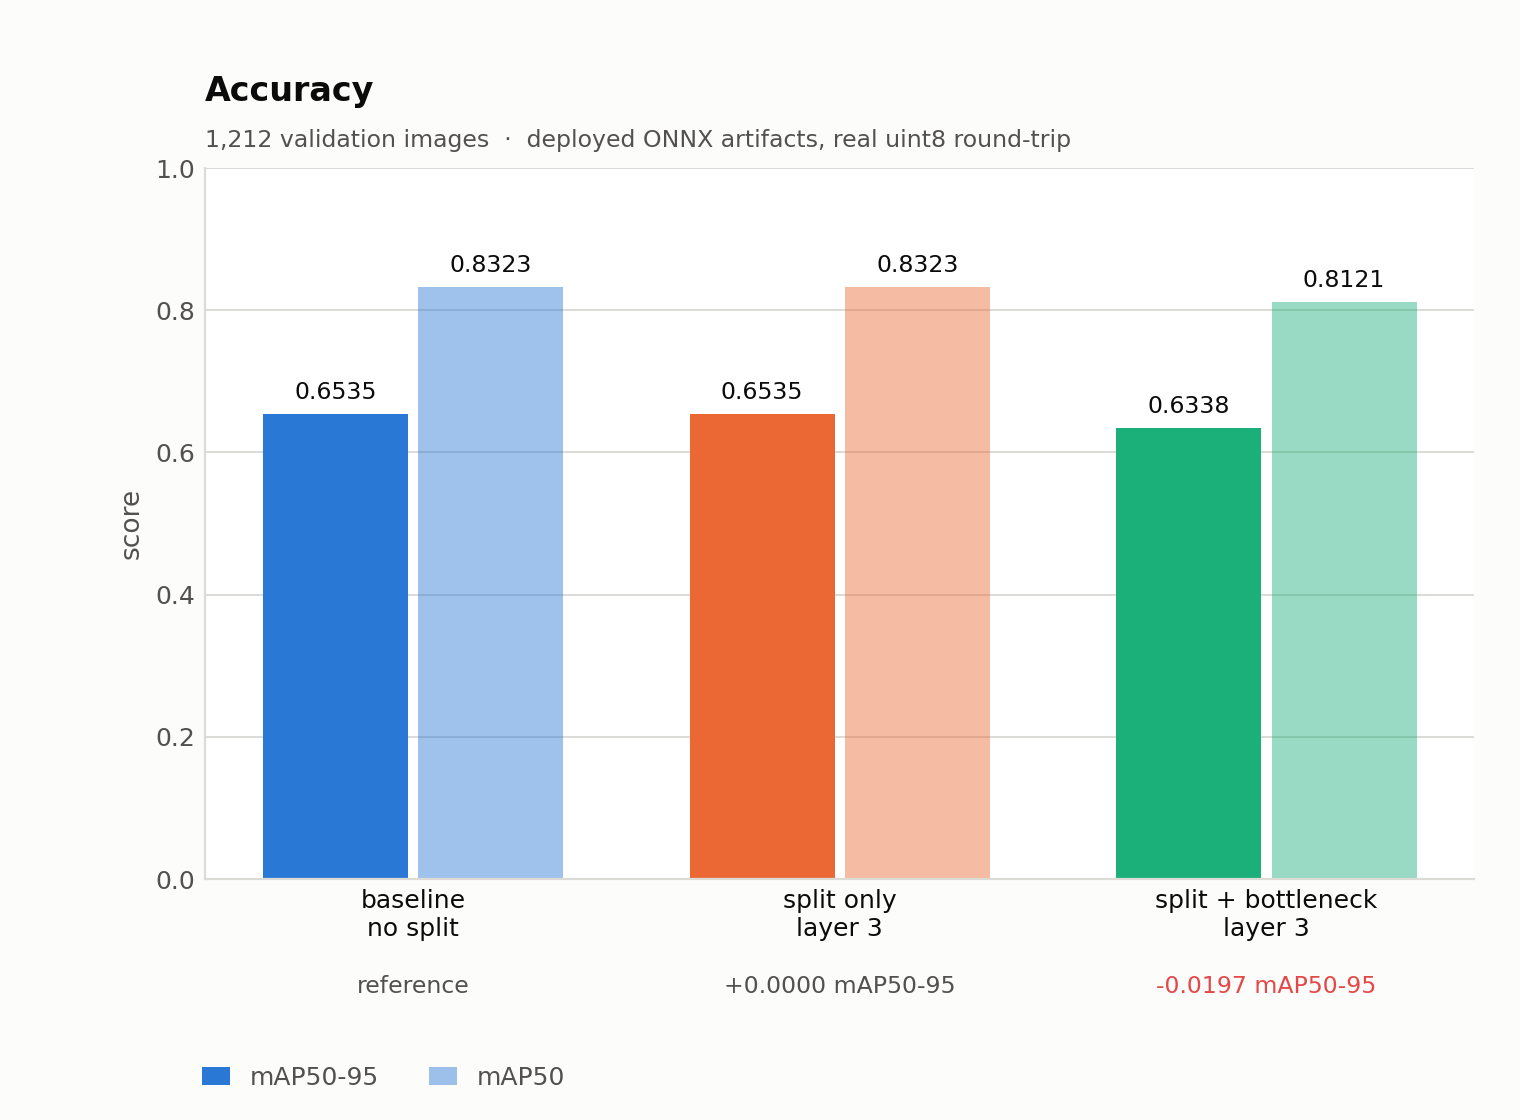 Accuracy
1,212 validation images · deployed ONNX artifacts, real uint8 round-trip
1.0
0.8
0.6
0.4
0.2
0.0
score
0.6535
0.8323
0.6535
0.8323
0.6338
0.8121
baseline
no split
split only
layer 3
split + bottleneck
layer 3
reference
+0.0000 mAP50-95
-0.0197 mAP50-95
mAP50-95
mAP50